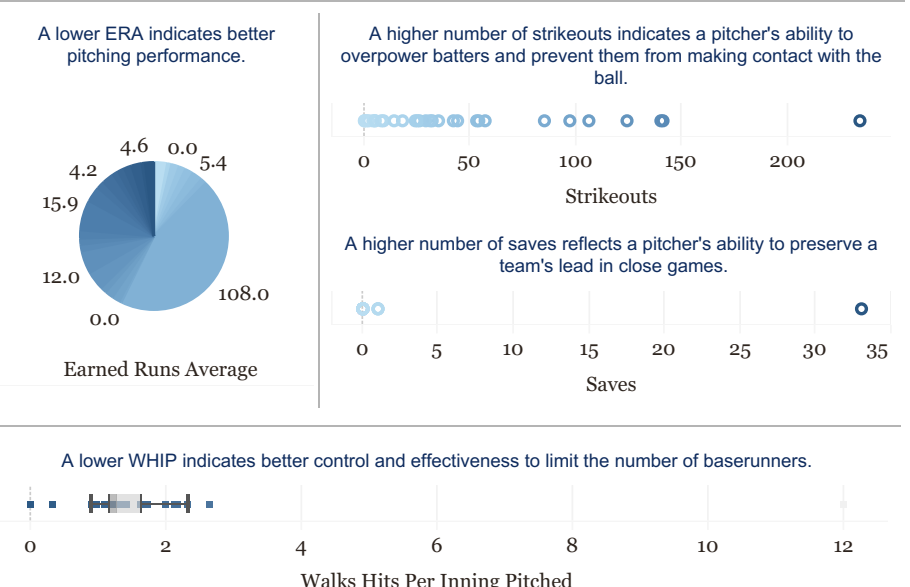 A lower ERA indicates better
pitching performance.
4.6 0.0
4.2 5.4
15.9
12.0
108.0
0.0
Earned Runs Average
A higher number of strikeouts indicates a pitcher's ability to
overpower batters and prevent them from making contact with the
ball.
0 50 100 150 200
Strikeouts
A higher number of saves reflects a pitcher's ability to preserve a
team's lead in close games.
0 5 10 15 20 25 30 35
Saves
A lower WHIP indicates better control and effectiveness to limit the number of baserunners.
0 2 4 6 8 10 12
Walks Hits Per Inning Pitched